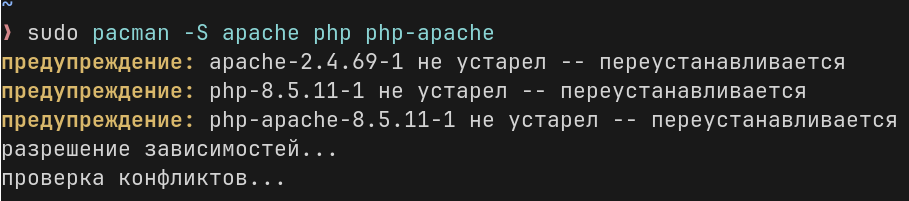 ~
❯ sudo pacman -S apache php php-apache
предупреждение: apache-2.4.69-1 не устарел -- переустанавливается
предупреждение: php-8.5.11-1 не устарел -- переустанавливается
предупреждение: php-apache-8.5.11-1 не устарел -- переустанавливается
разрешение зависимостей...
проверка конфликтов...